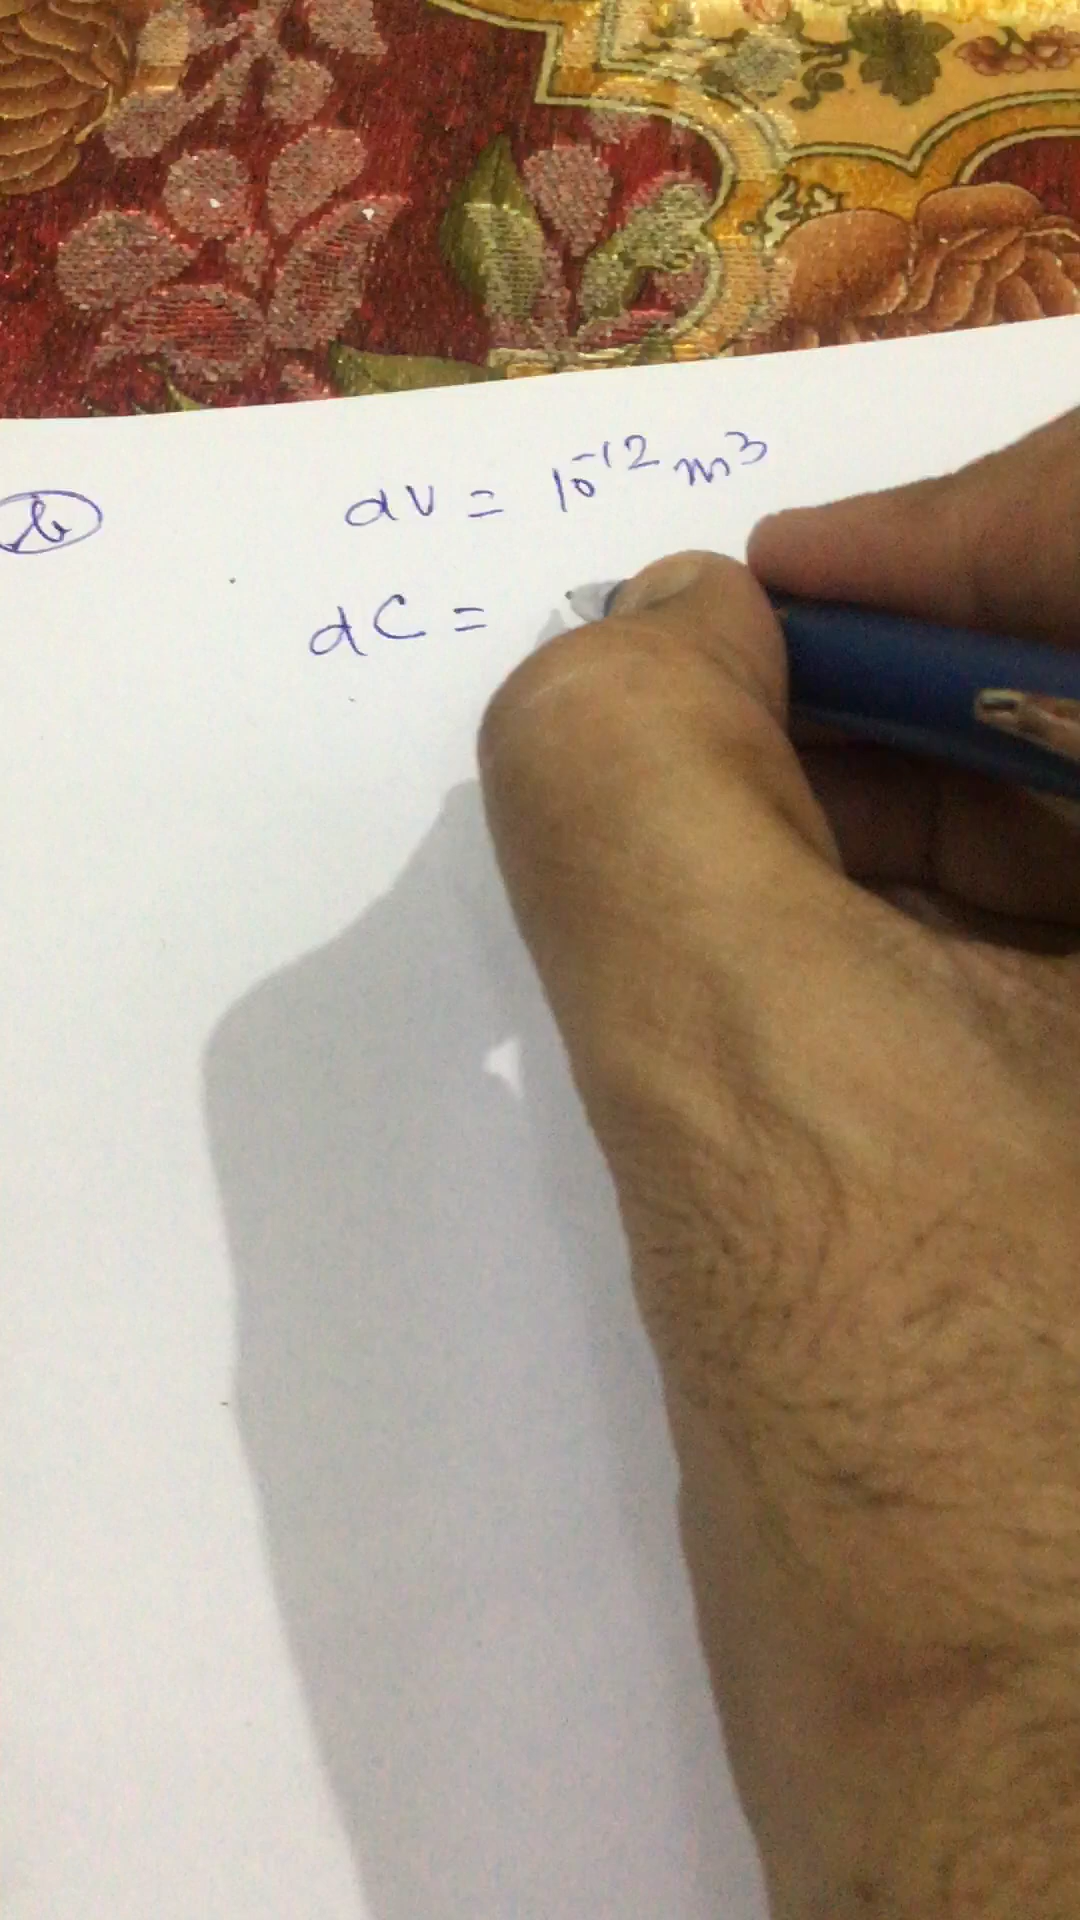 b dV = 10⁻¹² m³
dC =